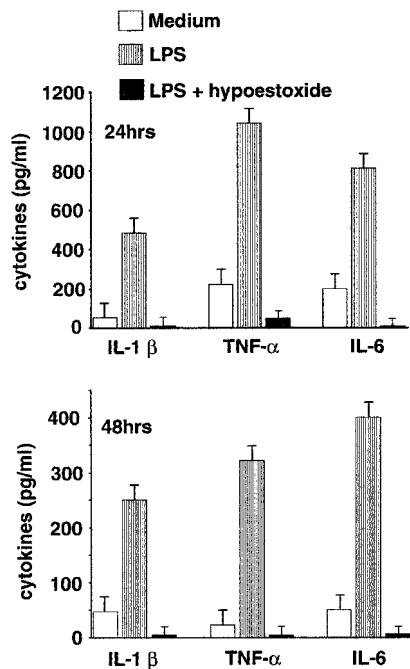 Medium
LPS
LPS + hypoestoxide
cytokines (pg/ml)
1200
1000
800
600
400
200
0
24hrs
IL-1 β TNF-α IL-6
cytokines (pg/ml)
400
300
200
100
0
48hrs
IL-1 β TNF-α IL-6